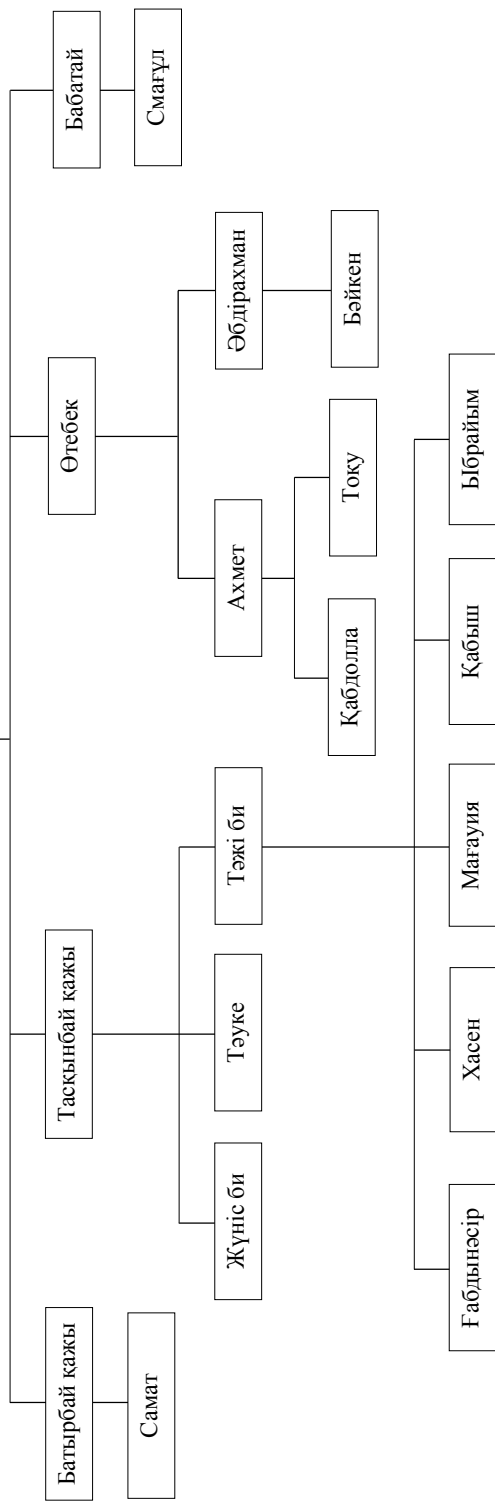 Батырбай қажы
Тасқынбай қажы
Өтебек
Бабатай
Самат
Жүніс би
Тәуке
Тәжі би
Ахмет
Әбдірахман
Смағұл
Қабдолла
Тоқу
Бәйкен
Ғабдынәсір
Хасен
Мағауия
Қабыш
Ыбрайым